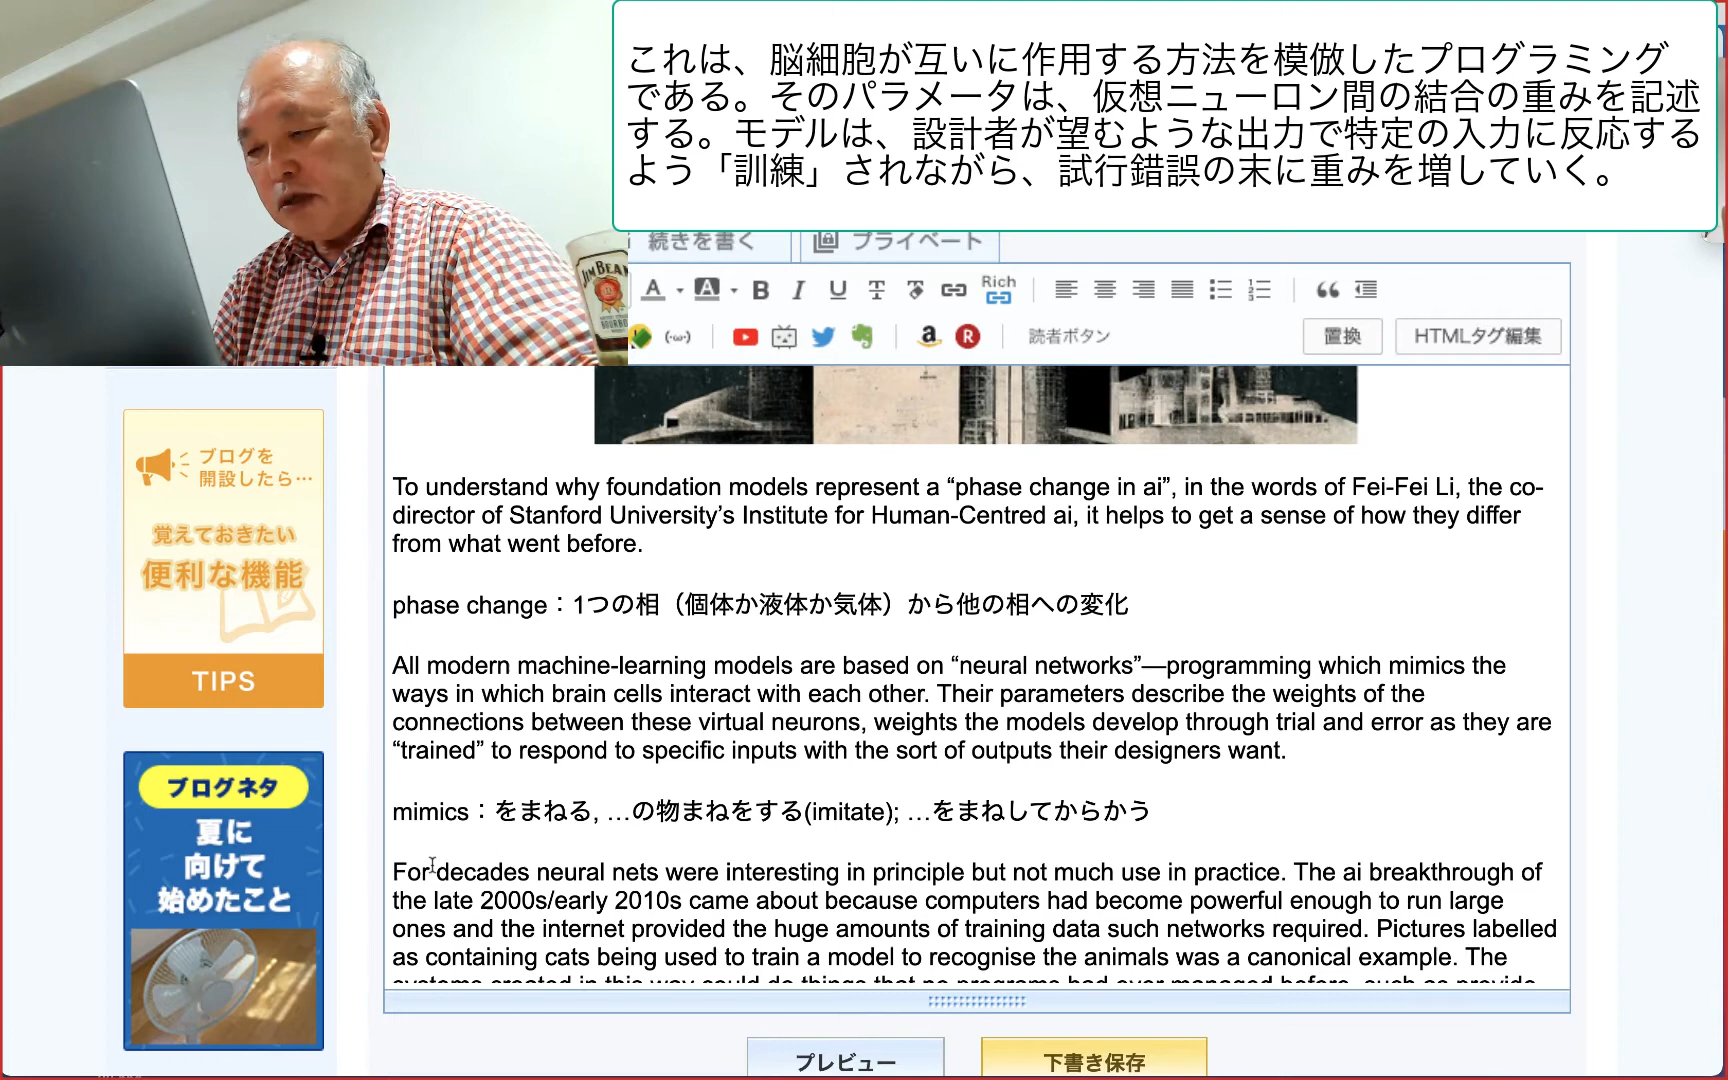 これは、脳細胞が互いに作用する方法を模倣したプログラミング
である。そのパラメータは、仮想ニューロン間の結合の重みを記述
する。モデルは、設計者が望むような出力で特定の入力に反応する
よう「訓練」されながら、試行錯誤の末に重みを増していく。
続きを書く
プライベート
JIM BEAM
A A B I U T Rich
読者ボタン
置換
HTMLタグ編集
ブログを
開設したら…
覚えておきたい
便利な機能
TIPS
To understand why foundation models represent a “phase change in ai”, in the words of Fei-Fei Li, the co-
director of Stanford University’s Institute for Human-Centred ai, it helps to get a sense of how they differ
from what went before.
phase change：1つの相（個体か液体か気体）から他の相への変化
All modern machine-learning models are based on “neural networks”—programming which mimics the
ways in which brain cells interact with each other. Their parameters describe the weights of the
connections between these virtual neurons, weights the models develop through trial and error as they are
“trained” to respond to specific inputs with the sort of outputs their designers want.
mimics：をまねる, …の物まねをする(imitate); …をまねしてからかう
For decades neural nets were interesting in principle but not much use in practice. The ai breakthrough of
the late 2000s/early 2010s came about because computers had become powerful enough to run large
ones and the internet provided the huge amounts of training data such networks required. Pictures labelled
as containing cats being used to train a model to recognise the animals was a canonical example. The
systems created in this way could do things that no programs had ever managed before, such as provide
ブログネタ
夏に
向けて
始めたこと
プレビュー
下書き保存